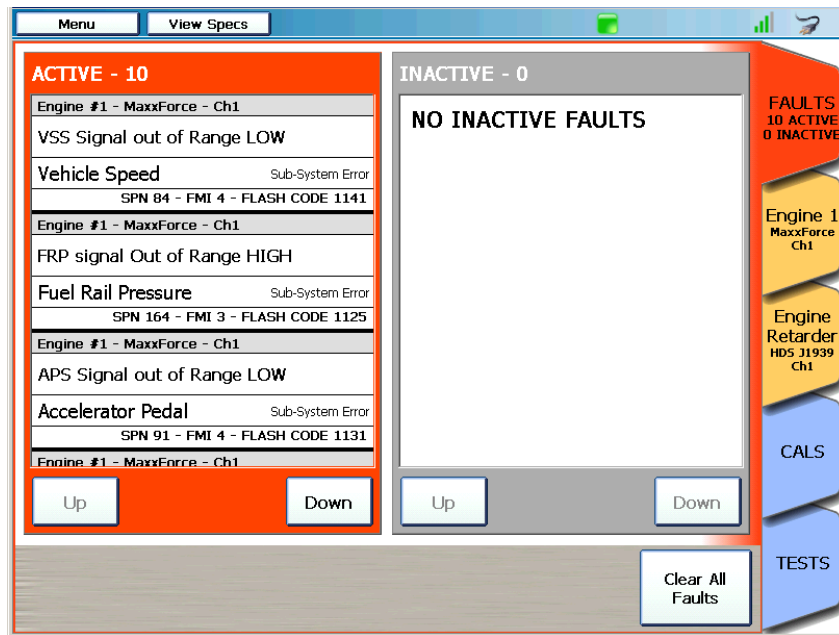 Menu
View Specs
ACTIVE - 10
Engine #1 - MaxxForce - Ch1
VSS Signal out of Range LOW
Vehicle Speed
Sub-System Error
SPN 84 - FMI 4 - FLASH CODE 1141
Engine #1 - MaxxForce - Ch1
FRP signal Out of Range HIGH
Fuel Rail Pressure
Sub-System Error
SPN 164 - FMI 3 - FLASH CODE 1125
Engine #1 - MaxxForce - Ch1
APS Signal out of Range LOW
Accelerator Pedal
Sub-System Error
SPN 91 - FMI 4 - FLASH CODE 1131
Engine #1 - MaxxForce - Ch1
Up
Down
INACTIVE - 0
NO INACTIVE FAULTS
Up
Down
Clear All
Faults
FAULTS
10 ACTIVE
0 INACTIVE
Engine 1
MaxxForce
Ch1
Engine
Retarder
HDS J1939
Ch1
CALS
TESTS